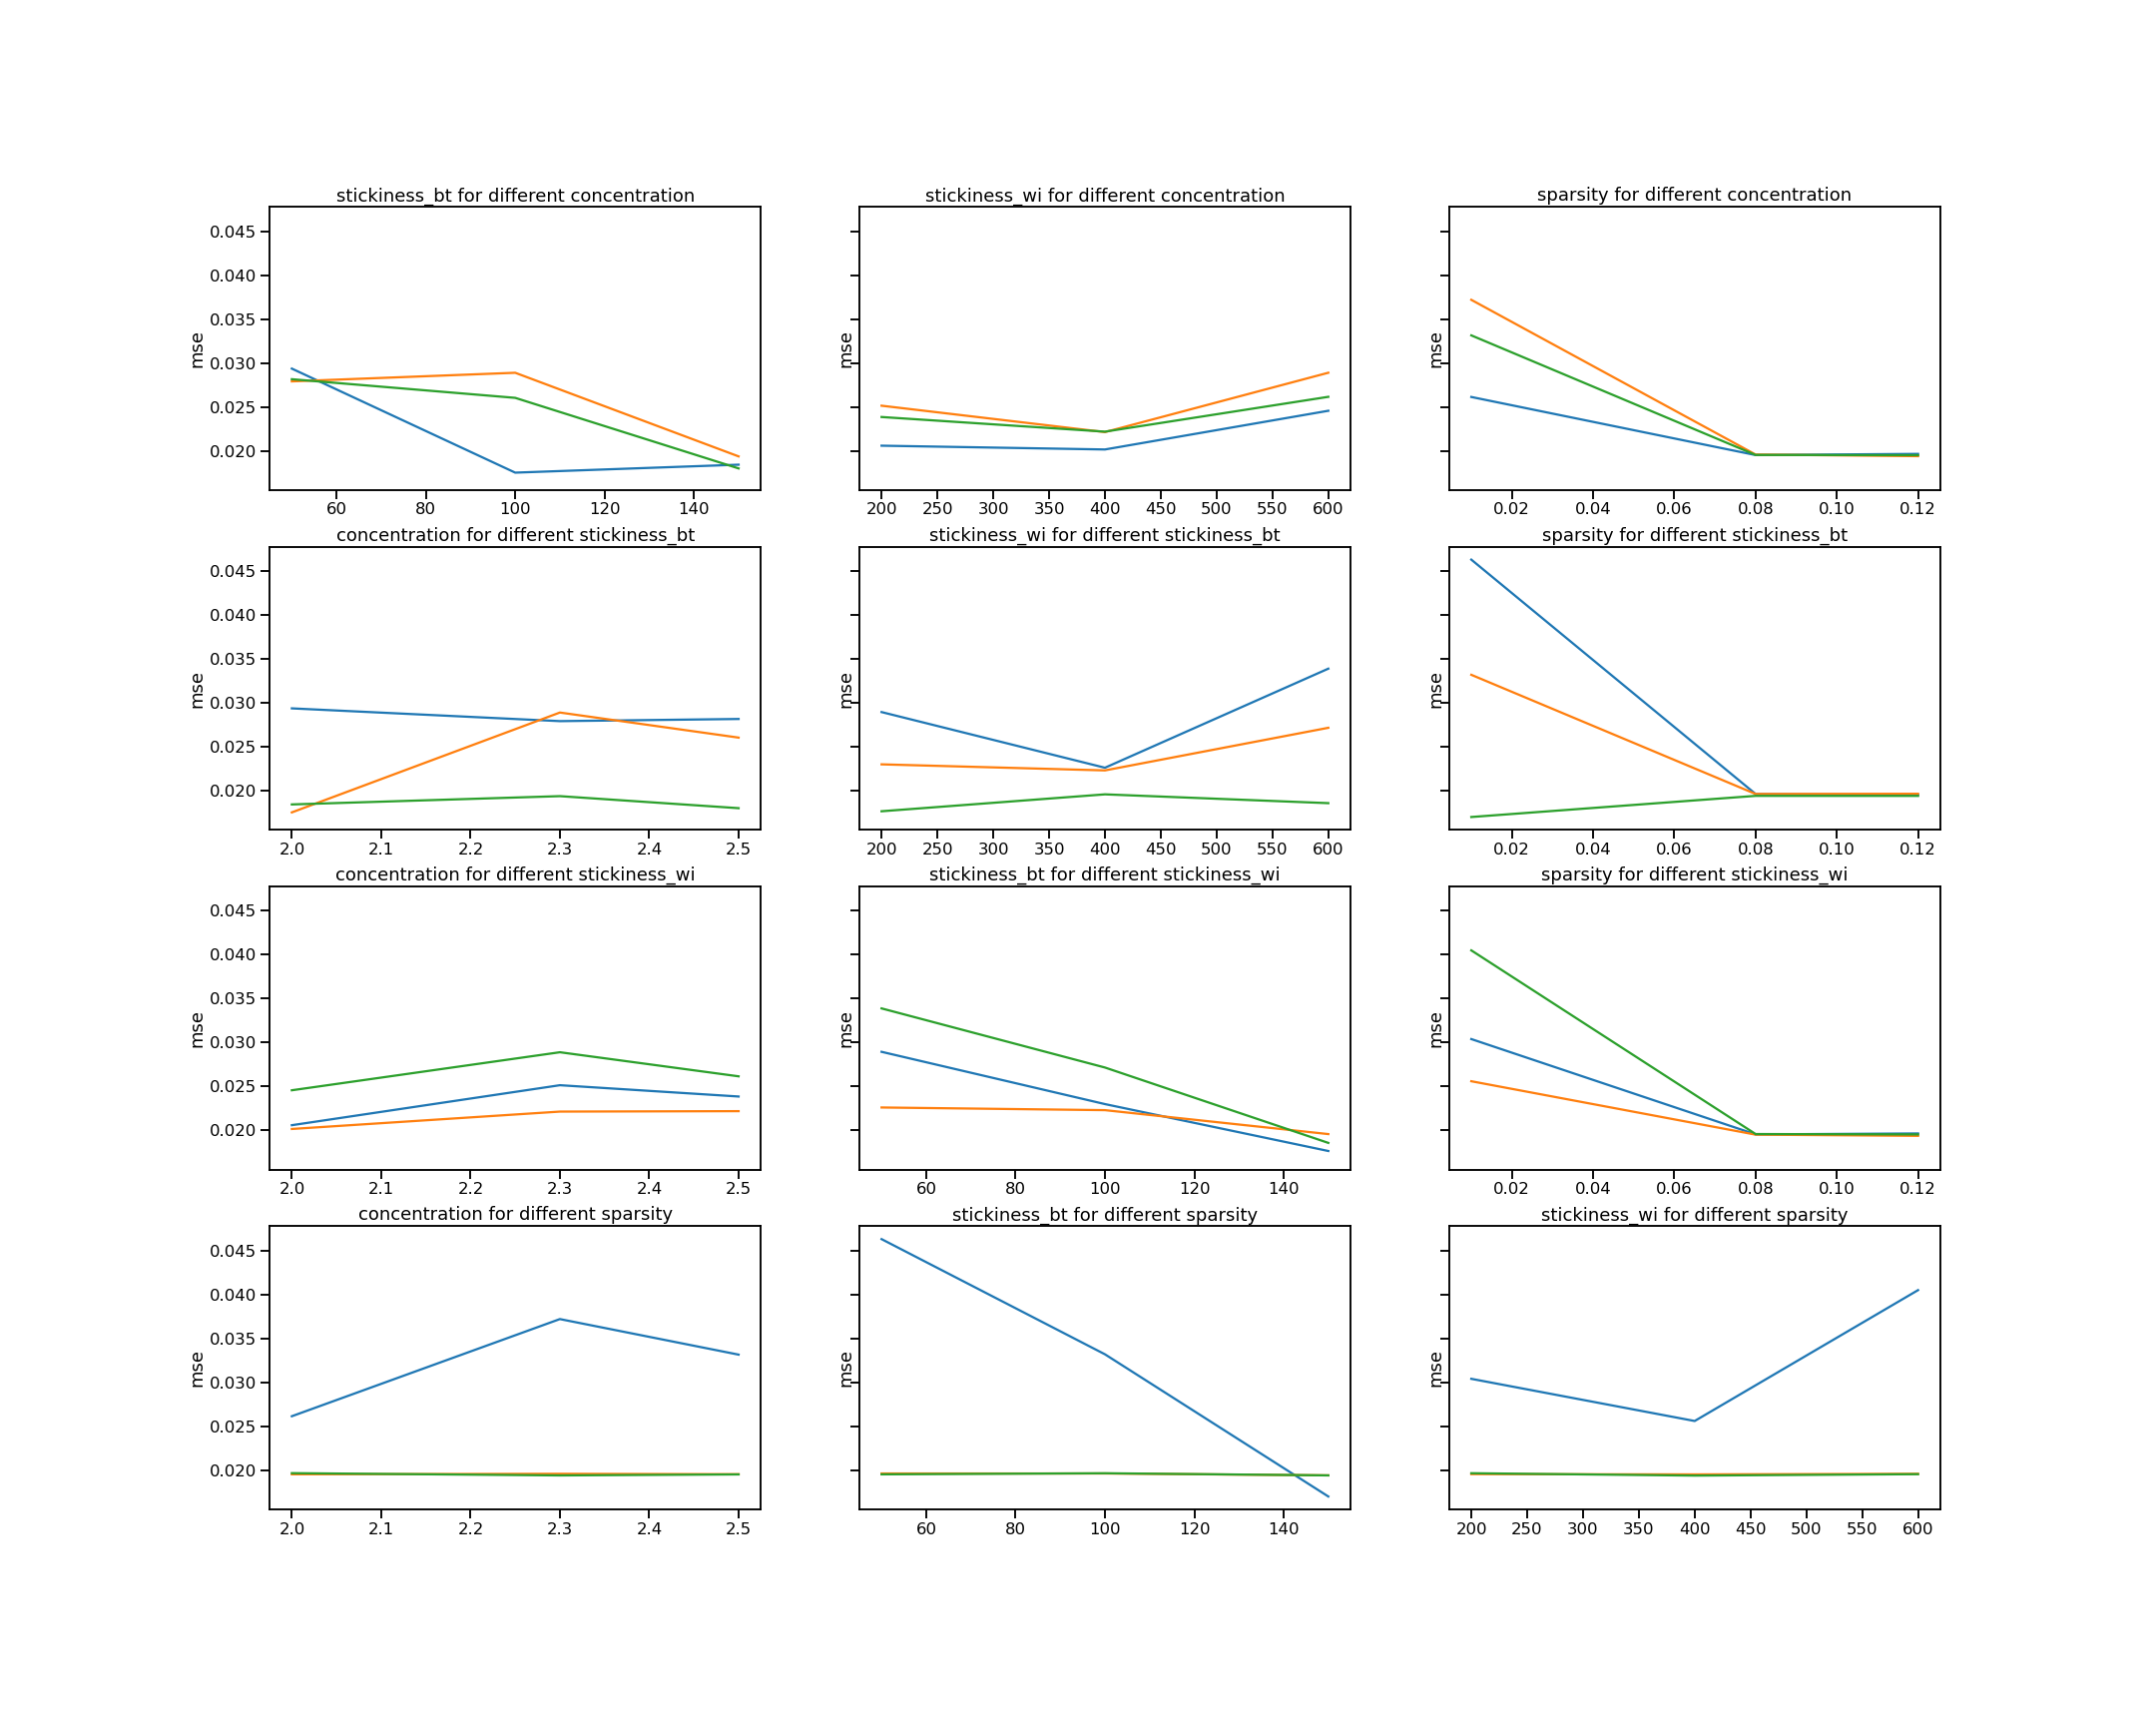 stickiness_bt for different concentration
stickiness_wi for different concentration
sparsity for different concentration
mse
0.045
0.040
0.035
0.030
0.025
0.020
60 80 100 120 140
mse
200 250 300 350 400 450 500 550 600
mse
0.02 0.04 0.06 0.08 0.10 0.12
concentration for different stickiness_bt
stickiness_wi for different stickiness_bt
sparsity for different stickiness_bt
mse
0.045
0.040
0.035
0.030
0.025
0.020
2.0 2.1 2.2 2.3 2.4 2.5
mse
200 250 300 350 400 450 500 550 600
mse
0.02 0.04 0.06 0.08 0.10 0.12
concentration for different stickiness_wi
stickiness_bt for different stickiness_wi
sparsity for different stickiness_wi
mse
0.045
0.040
0.035
0.030
0.025
0.020
2.0 2.1 2.2 2.3 2.4 2.5
mse
60 80 100 120 140
mse
0.02 0.04 0.06 0.08 0.10 0.12
concentration for different sparsity
stickiness_bt for different sparsity
stickiness_wi for different sparsity
mse
0.045
0.040
0.035
0.030
0.025
0.020
2.0 2.1 2.2 2.3 2.4 2.5
mse
60 80 100 120 140
mse
200 250 300 350 400 450 500 550 600